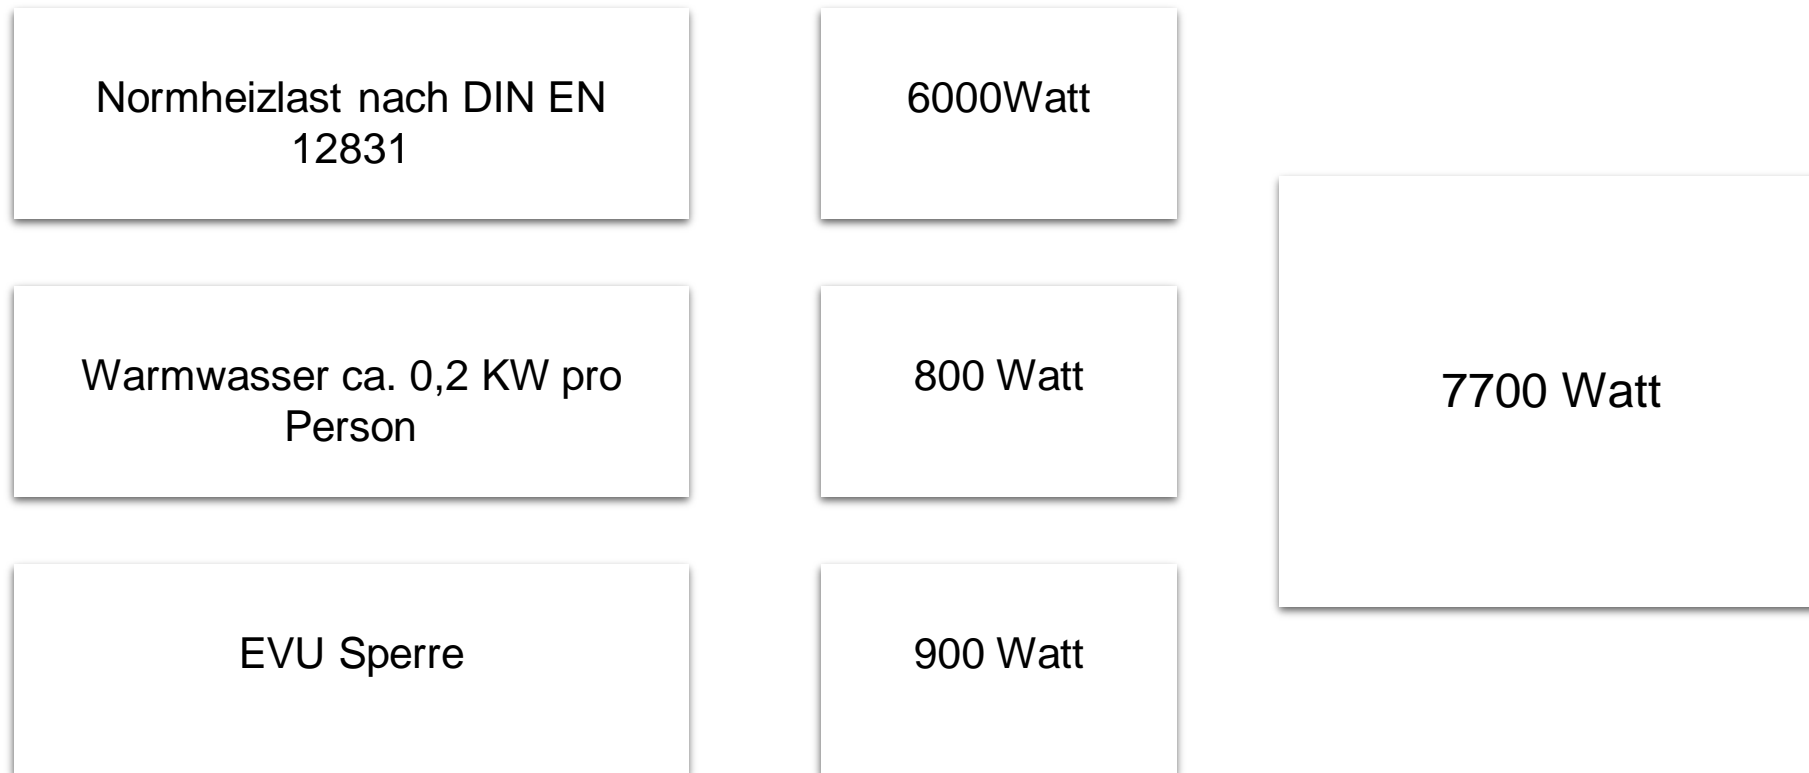 Normheizlast nach DIN EN
12831
6000Watt
Warmwasser ca. 0,2 KW pro
Person
800 Watt
7700 Watt
EVU Sperre
900 Watt